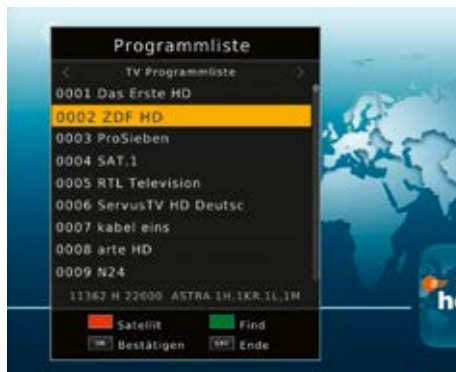 Programmliste
TV Programmliste
0001 Das Erste HD
0002 ZDF HD
0003 ProSieben
0004 SAT.1
0005 RTL Television
0006 ServusTV HD Deutsc
0007 kabel eins
0008 arte HD
0009 N24
11362 H 22000 ASTRA 1H,1KR,1L,1M
Satellit Find
OK Bestätigen EXIT Ende
h